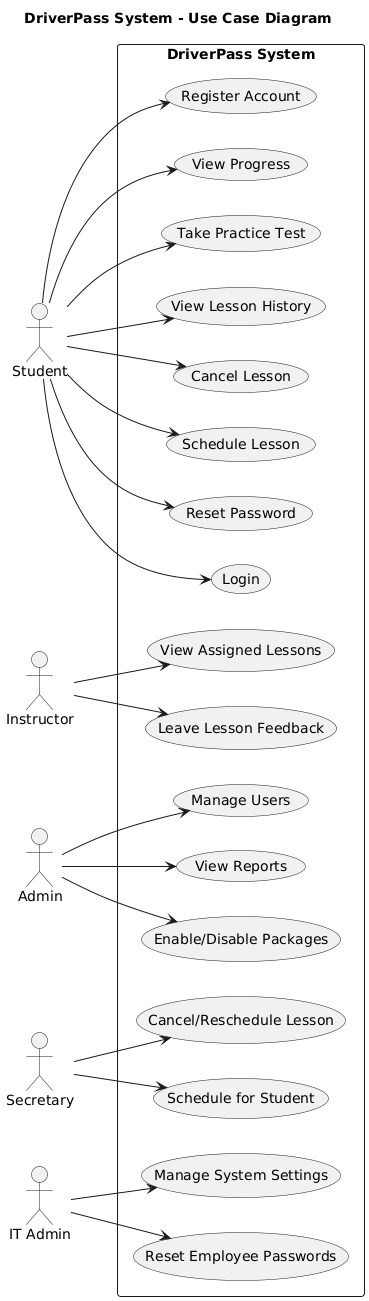 DriverPass System - Use Case Diagram
DriverPass System
Register Account
View Progress
Take Practice Test
View Lesson History
Student
Cancel Lesson
Schedule Lesson
Reset Password
Login
View Assigned Lessons
Instructor
Leave Lesson Feedback
Manage Users
View Reports
Admin
Enable/Disable Packages
Cancel/Reschedule Lesson
Secretary
Schedule for Student
Manage System Settings
IT Admin
Reset Employee Passwords